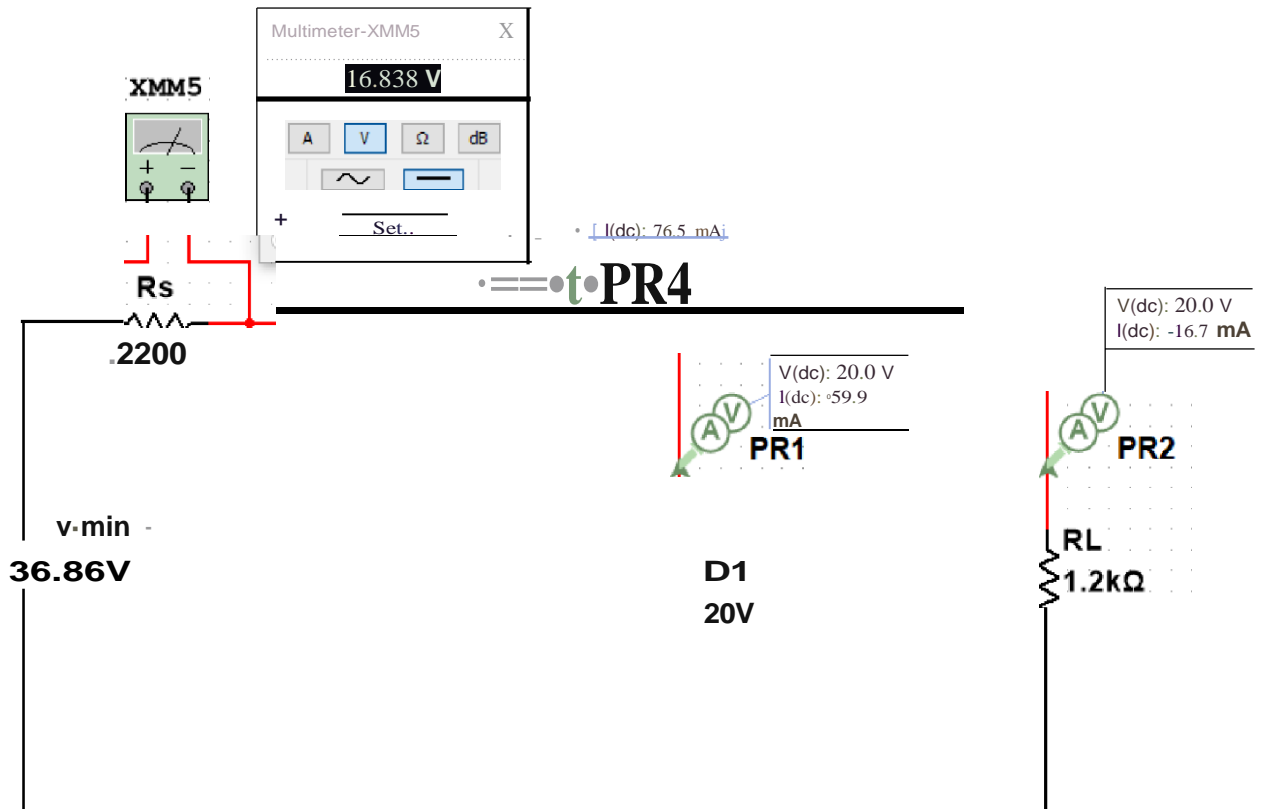 Multimeter-XMM5 X
16.838 V
XMM5
A V Ω dB
+ -
+
Set..
[ I(dc): 76.5 mA]
Rs
t•PR4
.2200
V(dc): 20.0 V
I(dc): -16.7 mA
V(dc): 20.0 V
I(dc): °59.9
mA
A V
PR1
A V
PR2
v·min -
36.86V
RL
1.2kΩ
D1
20V